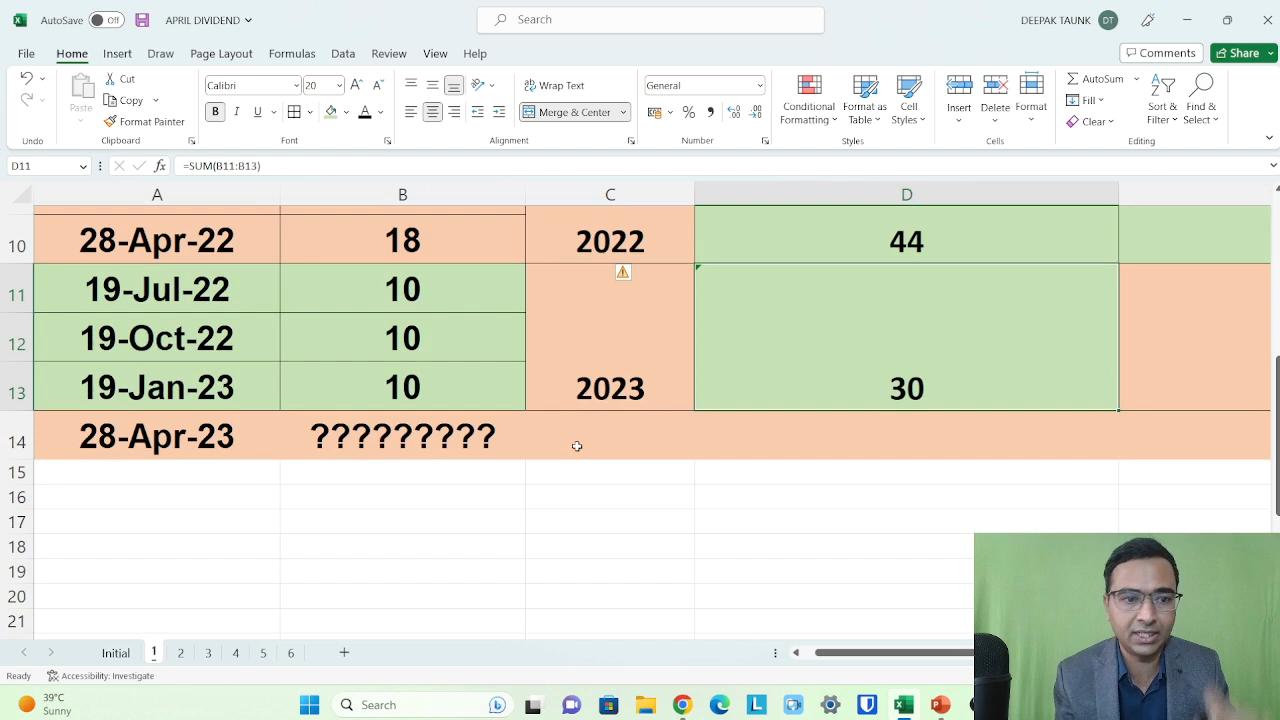 AutoSave Off APRIL DIVIDEND Search DEEPAK TAUNK DT
File Home Insert Draw Page Layout Formulas Data Review View Help Comments Share
Cut
Copy
Format Painter
Paste
Undo Clipboard
Calibri 20
B I U
Font
Wrap Text
Merge & Center
Alignment
General
Number
Conditional Formatting
Format as Table
Cell Styles
Styles
Insert Delete Format
Cells
AutoSum
Fill
Clear
Sort & Filter
Find & Select
Editing
D11 fx =SUM(B11:B13)
A B C D
10 28-Apr-22 18 2022 44
11 19-Jul-22 10
12 19-Oct-22 10
13 19-Jan-23 10 2023 30
14 28-Apr-23 ?????????
15
16
17
18
19
20
21
Initial 1 2 3 4 5 6
Ready Accessibility: Investigate
39°C
Sunny
Search